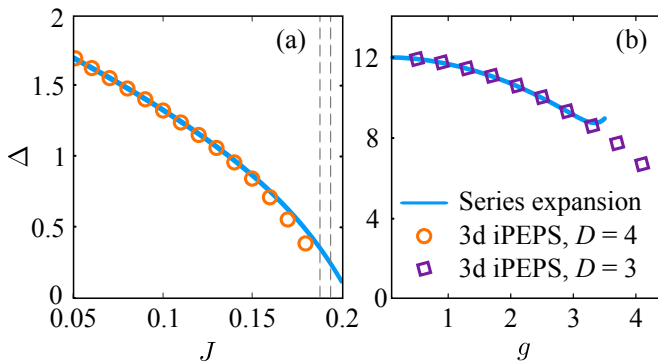 (a)
2
1.5
1
0.5
0
Δ
0.05
0.1
0.15
0.2
J
(b)
12
8
4
0
Series expansion
3d iPEPS, D = 4
3d iPEPS, D = 3
1
2
3
4
g